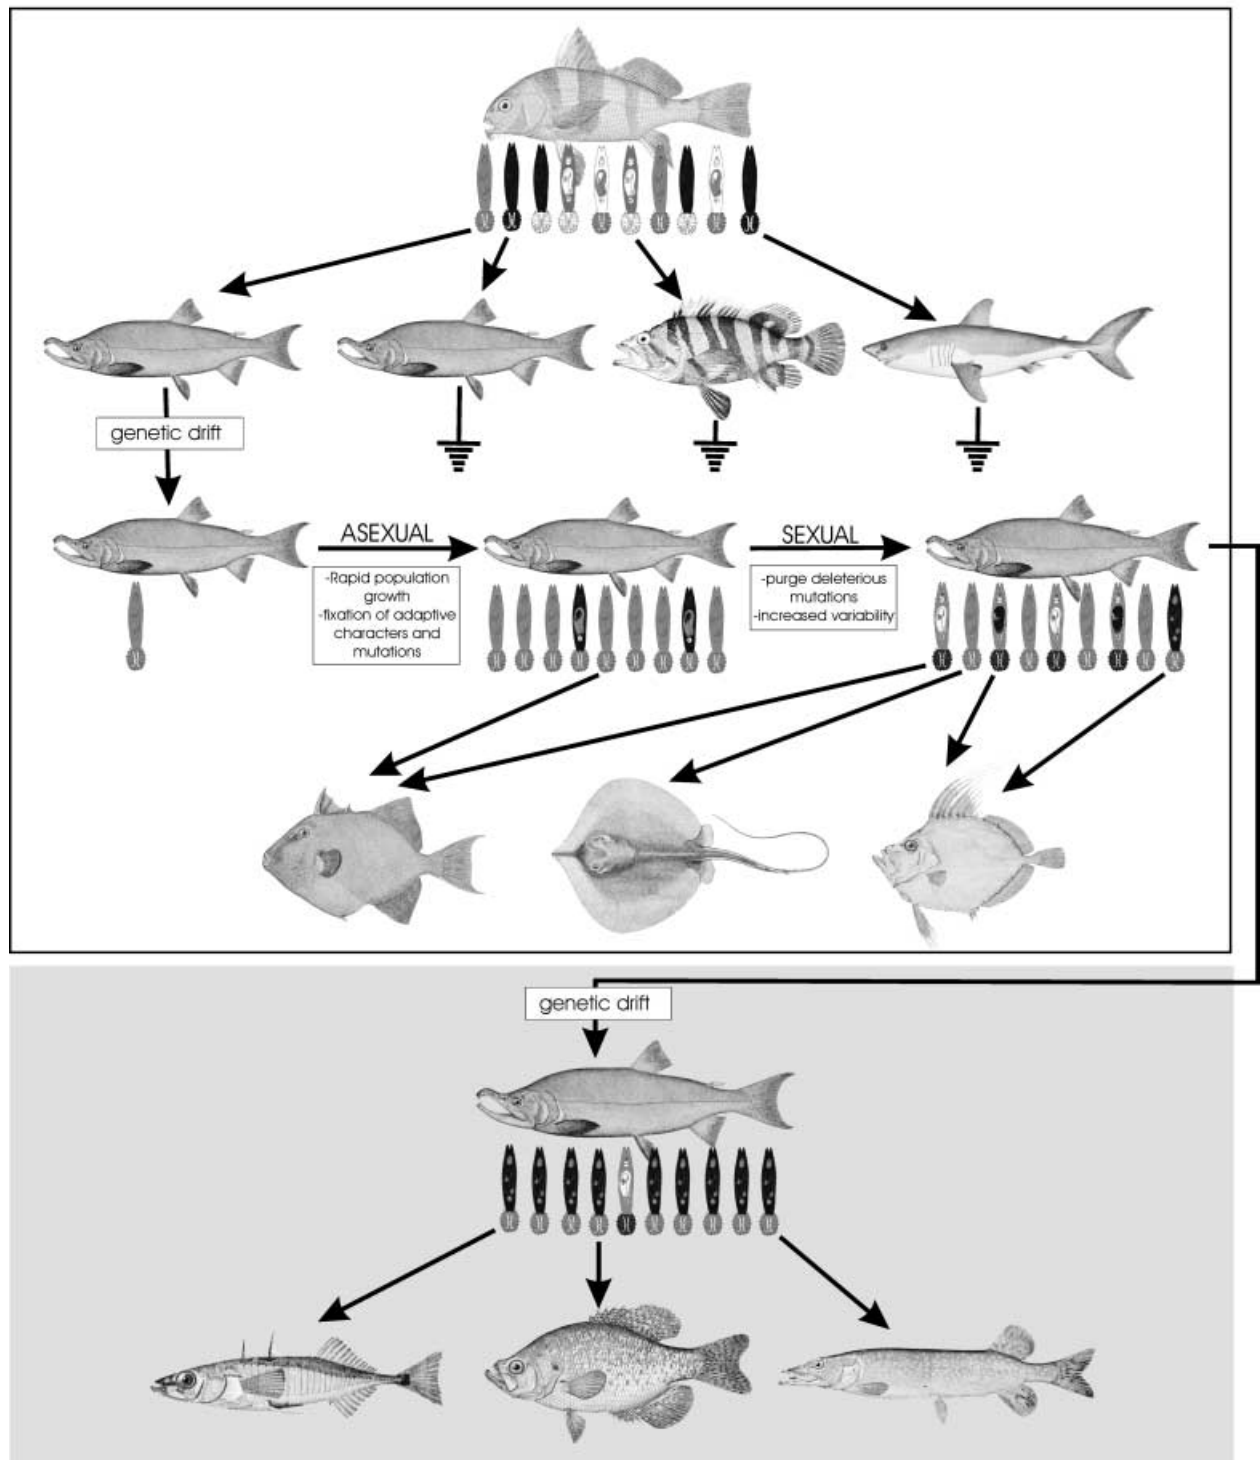 genetic drift
ASEXUAL
-Rapid population
growth
-fixation of adaptive
characters and
mutations
SEXUAL
-purge deleterious
mutations
-increased variability
genetic drift